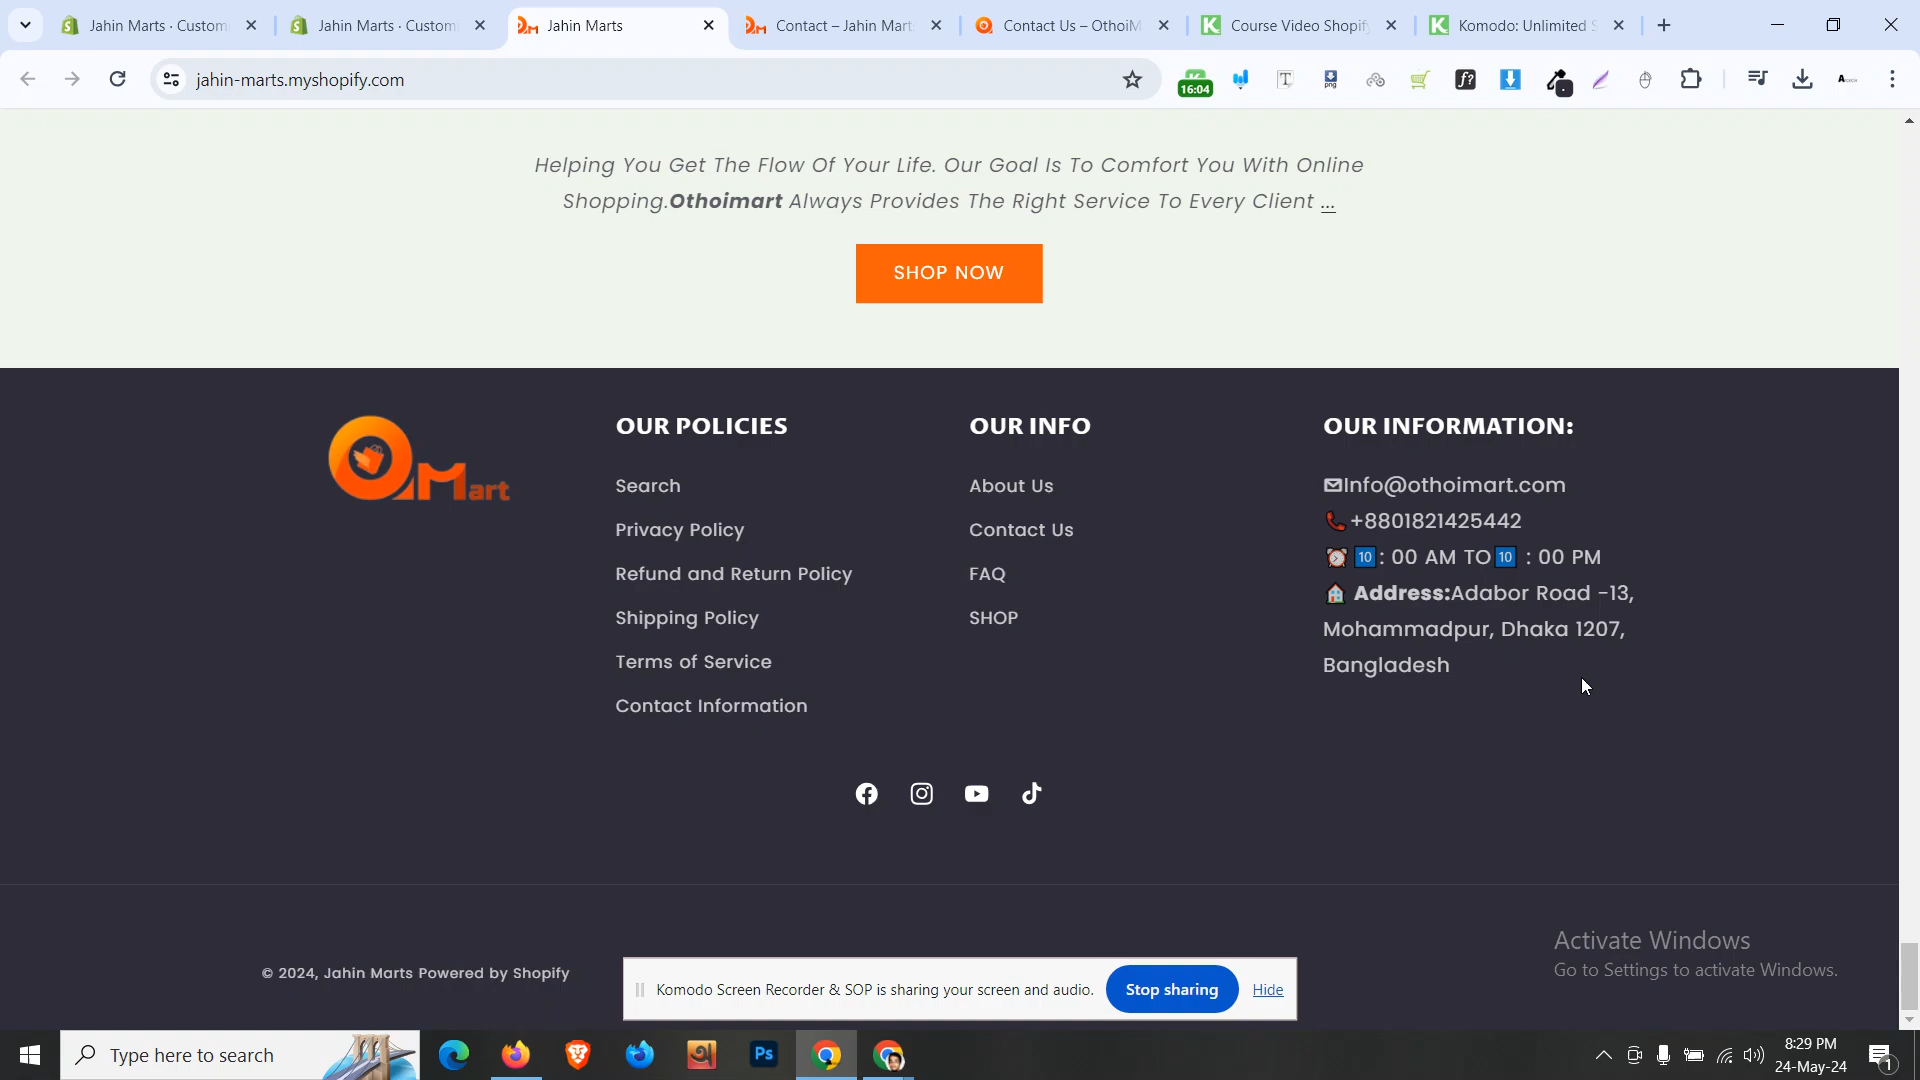 Jahin Marts · Custom
Jahin Marts · Custom
Jahin Marts
Contact – Jahin Mart
Contact Us – OthoiM
Course Video Shopif
Komodo: Unlimited S
jahin-marts.myshopify.com
16:04
Helping You Get The Flow Of Your Life. Our Goal Is To Comfort You With Online
Shopping.Othoimart Always Provides The Right Service To Every Client ...
SHOP NOW
OMart
OUR POLICIES
Search
Privacy Policy
Refund and Return Policy
Shipping Policy
Terms of Service
Contact Information
OUR INFO
About Us
Contact Us
FAQ
SHOP
OUR INFORMATION:
Info@othoimart.com
+8801821425442
10 : 00 AM TO 10 : 00 PM
Address:Adabor Road -13,
Mohammadpur, Dhaka 1207,
Bangladesh
© 2024, Jahin Marts Powered by Shopify
Komodo Screen Recorder & SOP is sharing your screen and audio.
Stop sharing
Hide
Activate Windows
Go to Settings to activate Windows.
Type here to search
Ps
8:29 PM
24-May-24
1